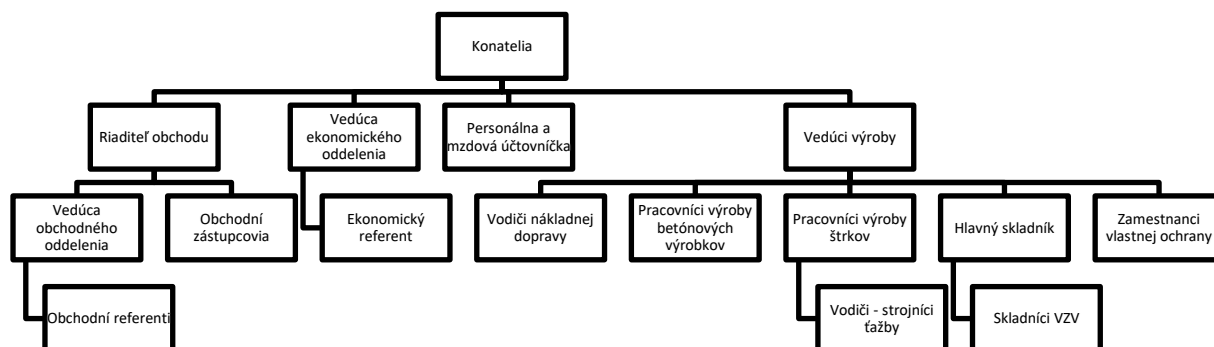 Konatelia
Riaditeľ obchodu
Vedúca
ekonomického
oddelenia
Personálna a
mzdová účtovníčka
Vedúci výroby
Vedúca
obchodného
oddelenia
Obchodní
zástupcovia
Ekonomický
referent
Vodiči nákladnej
dopravy
Pracovníci výroby
betónových
výrobkov
Pracovníci výroby
štrkov
Hlavný skladník
Zamestnanci
vlastnej ochrany
Obchodní referenti
Vodiči - strojníci
ťažby
Skladníci VZV